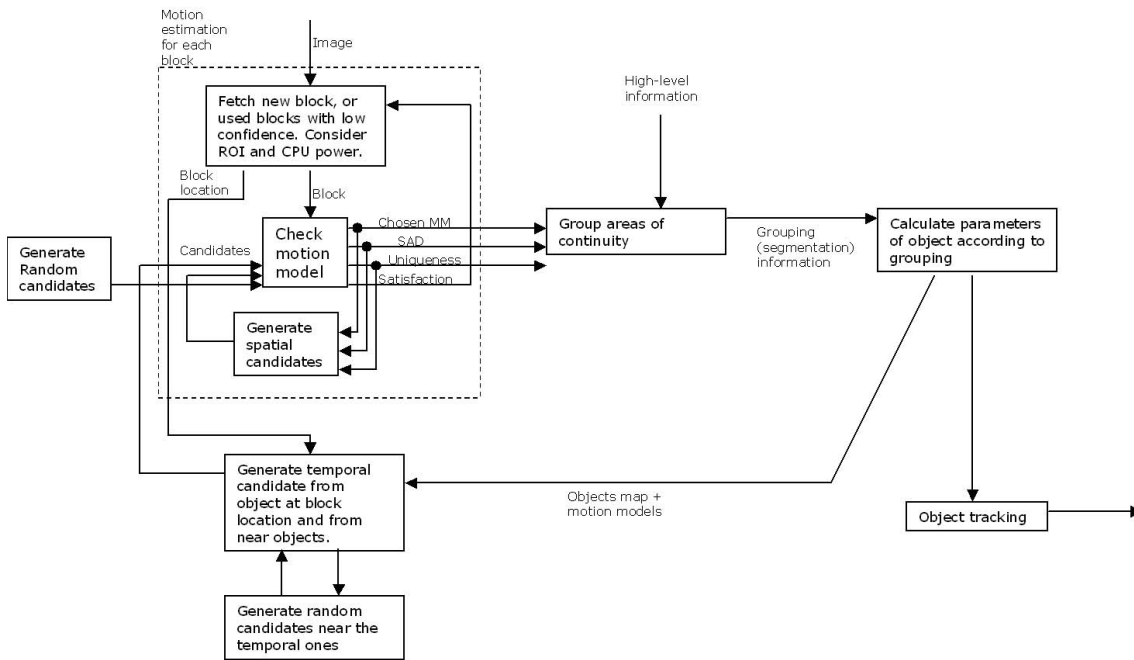 Motion
estimation
for each
block
Image
Fetch new block, or
used blocks with low
confidence. Consider
ROI and CPU power.
High-level
information
Block
location
Block
Chosen MM
SAD
Uniqueness
Satisfaction
Check
motion
model
Candidates
Generate
Random
candidates
Generate
spatial
candidates
Group areas of
continuity
Grouping
(segmentation)
information
Calculate parameters
of object according to
grouping
Generate temporal
candidate from
object at block
location and from
near objects.
Objects map +
motion models
Object tracking
Generate random
candidates near the
temporal ones